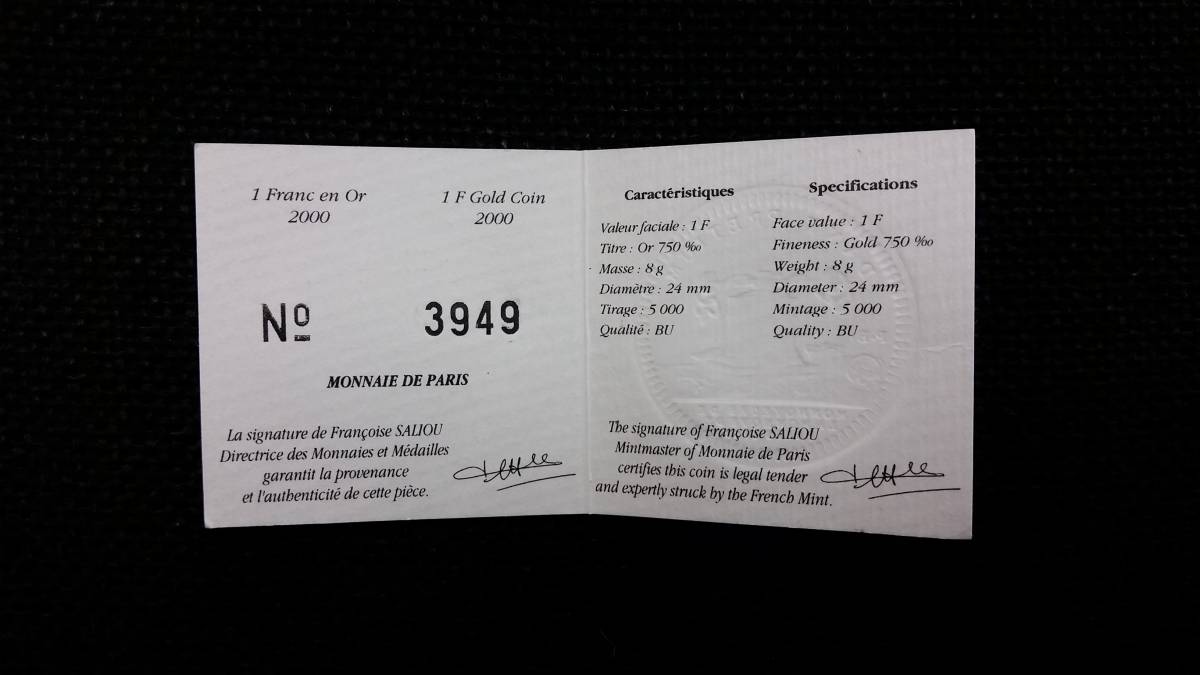 1 Franc en Or
2000
1 F Gold Coin
2000
Nº
3949
MONNAIE DE PARIS
La signature de Françoise SALIOU
Directrice des Monnaies et Médailles
garantit la provenance
et l'authenticité de cette pièce.
Caractéristiques
Valeur faciale : 1 F
Titre : Or 750 ‰
Masse : 8 g
Diamètre : 24 mm
Tirage : 5 000
Qualité : BU
Specifications
Face value : 1 F
Fineness : Gold 750 ‰
Weight : 8 g
Diameter : 24 mm
Mintage : 5 000
Quality : BU
The signature of Françoise SALIOU
Mintmaster of Monnaie de Paris
certifies this coin is legal tender
and expertly struck by the French Mint.